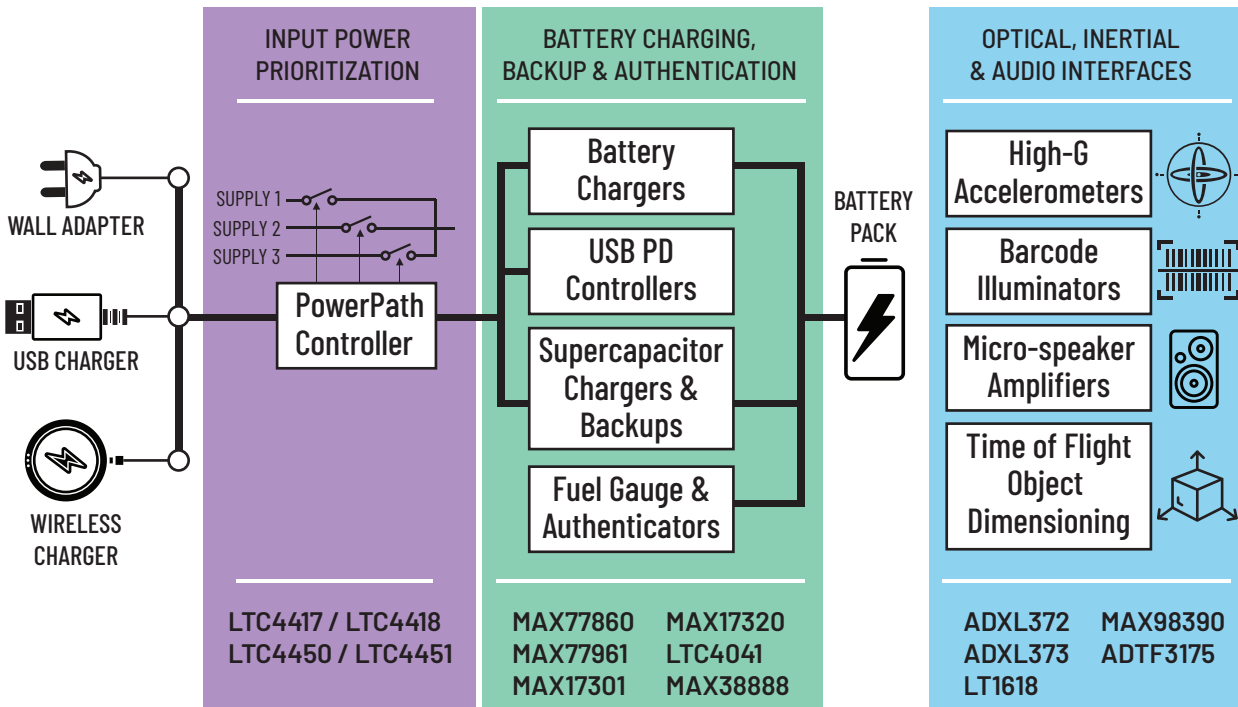 INPUT POWER
PRIORITIZATION
BATTERY CHARGING,
BACKUP & AUTHENTICATION
OPTICAL, INERTIAL
& AUDIO INTERFACES
WALL ADAPTER
USB CHARGER
WIRELESS
CHARGER
SUPPLY 1
SUPPLY 2
SUPPLY 3
PowerPath
Controller
Battery
Chargers
USB PD
Controllers
Supercapacitor
Chargers &
Backups
Fuel Gauge &
Authenticators
BATTERY
PACK
High-G
Accelerometers
Barcode
Illuminators
Micro-speaker
Amplifiers
Time of Flight
Object
Dimensioning
L
LTC4417 / LTC4418
LTC4450 / LTC4451
MAX77860 MAX17320
MAX77961 LTC4041
MAX17301 MAX38888
ADXL372 MAX98390
ADXL373 ADTF3175
LT1618